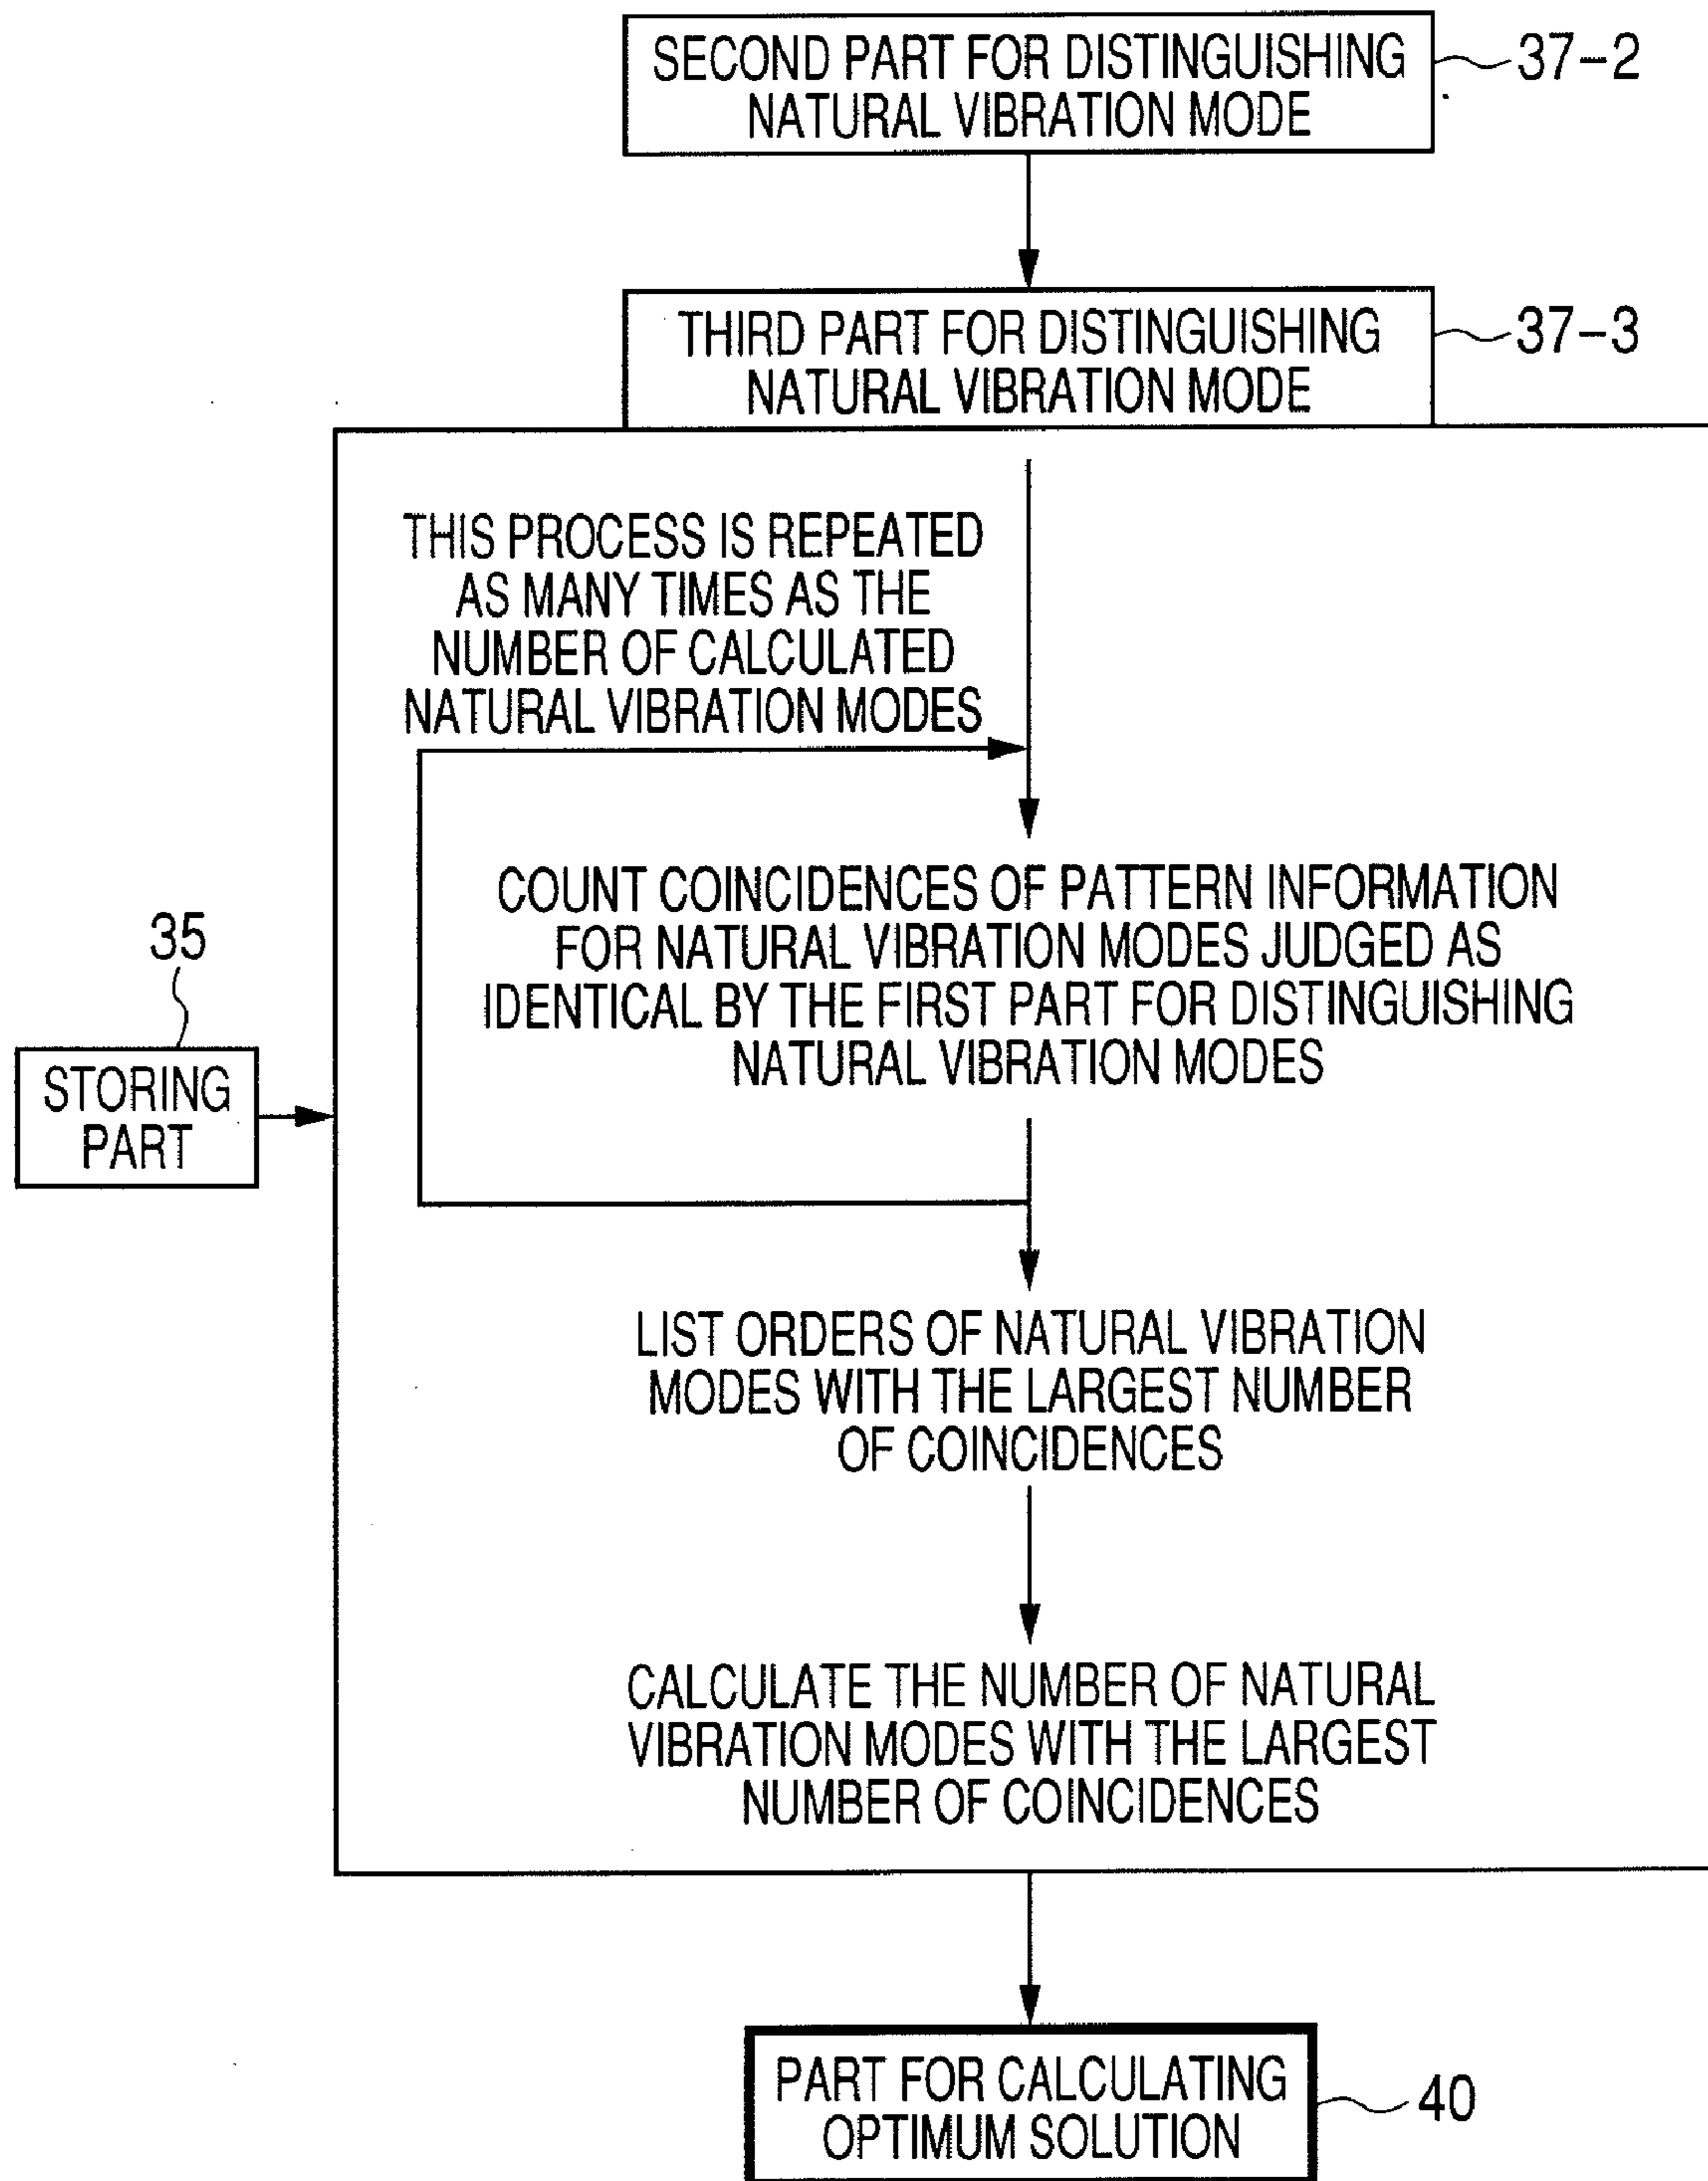 SECOND PART FOR DISTINGUISHING
NATURAL VIBRATION MODE
37-2
THIRD PART FOR DISTINGUISHING
NATURAL VIBRATION MODE
37-3
THIS PROCESS IS REPEATED
AS MANY TIMES AS THE
NUMBER OF CALCULATED
NATURAL VIBRATION MODES
COUNT COINCIDENCES OF PATTERN INFORMATION
FOR NATURAL VIBRATION MODES JUDGED AS
IDENTICAL BY THE FIRST PART FOR DISTINGUISHING
NATURAL VIBRATION MODES
35
STORING
PART
LIST ORDERS OF NATURAL VIBRATION
MODES WITH THE LARGEST NUMBER
OF COINCIDENCES
CALCULATE THE NUMBER OF NATURAL
VIBRATION MODES WITH THE LARGEST
NUMBER OF COINCIDENCES
PART FOR CALCULATING
OPTIMUM SOLUTION
40